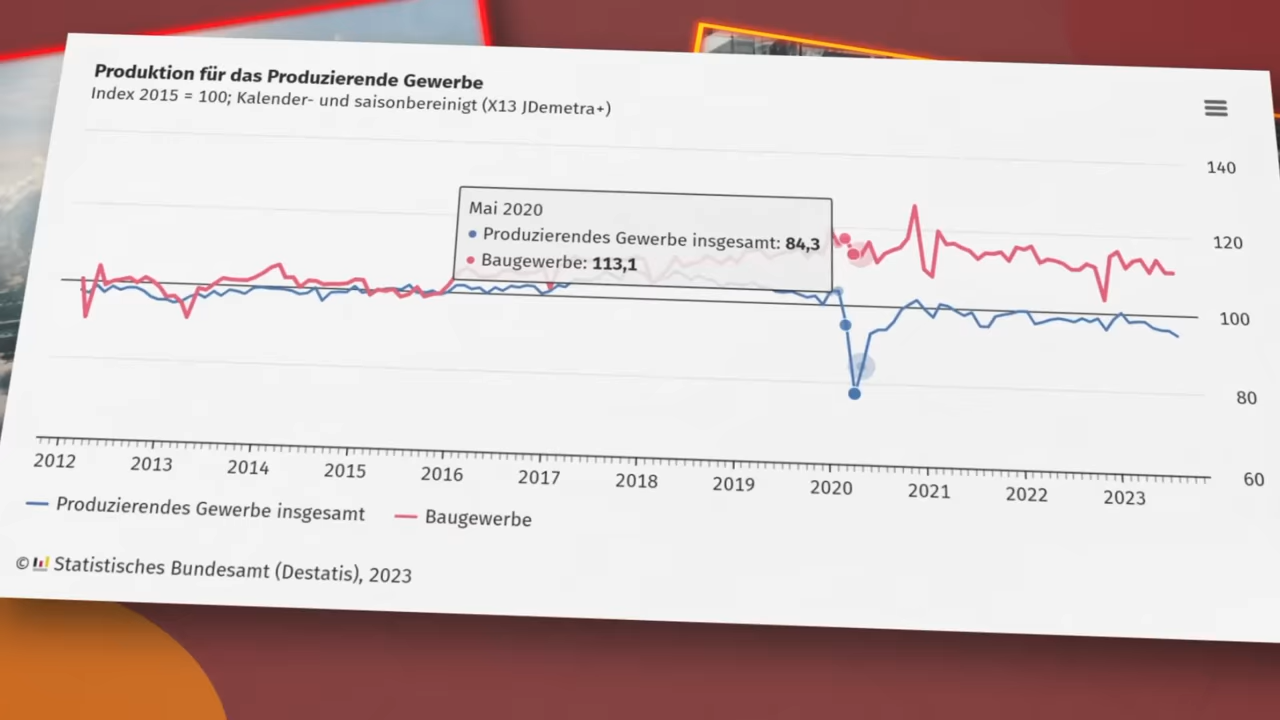 Produktion für das Produzierende Gewerbe
Index 2015 = 100; Kalender- und saisonbereinigt (X13 JDemetra+)
140
120
100
80
60
Mai 2020
Produzierendes Gewerbe insgesamt: 84,3
Baugewerbe: 113,1
2012 2013 2014 2015 2016 2017 2018 2019 2020 2021 2022 2023
Produzierendes Gewerbe insgesamt Baugewerbe
© Statistisches Bundesamt (Destatis), 2023